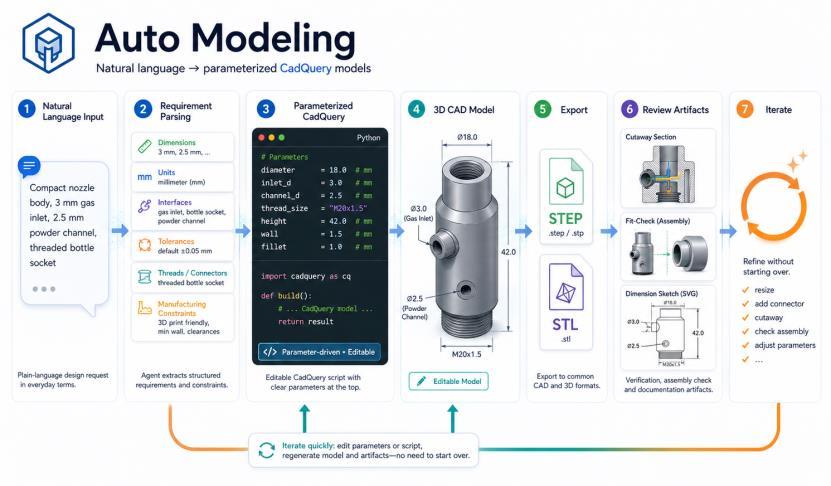 Auto Modeling
Natural language → parameterized CadQuery models
1
Natural
Language Input
Compact nozzle
body, 3 mm gas
inlet, 2.5 mm
powder channel,
threaded bottle
socket
Plain-language design request
in everyday terms.
2
Requirement
Parsing
Dimensions
3 mm, 2.5 mm, ...
mm
Units
millimeter (mm)
Interfaces
gas inlet, bottle socket,
powder channel
Tolerances
default ±0.05 mm
Threads / Connectors
threaded bottle socket
Manufacturing
Constraints
3D print friendly,
min wall, clearances
Agent extracts structured
requirements and constraints.
3
Parameterized
CadQuery
Python
# Parameters
diameter = 18.0 # mm
inlet_d = 3.0 # mm
channel_d = 2.5 # mm
thread_size = "M20x1.5"
height = 42.0 # mm
wall = 1.5 # mm
fillet = 1.0 # mm
import cadquery as cq
def build():
# ... CadQuery model ...
return result
</> Parameter-driven • Editable
Editable CadQuery script with
clear parameters at the top.
4
3D CAD Model
Ø18.0
Ø3.0
(Gas Inlet)
42.0
Ø2.5
(Powder
Channel)
M20x1.5
Editable Model
5
Export
STEP
.step / .stp
STL
.stl
Export to common
CAD and 3D formats.
6
Review Artifacts
Cutaway Section
Fit-Check (Assembly)
Dimension Sketch (SVG)
Ø18.0
Ø3.0
42.0
Ø2.5
M20x1.5
Verification, assembly check
and documentation artifacts.
7
Iterate
Refine without
starting over.
✓ resize
✓ add connector
✓ cutaway
✓ check assembly
✓ adjust parameters
✓ ...
Iterate quickly: edit parameters or script,
regenerate model and artifacts—no need to start over.